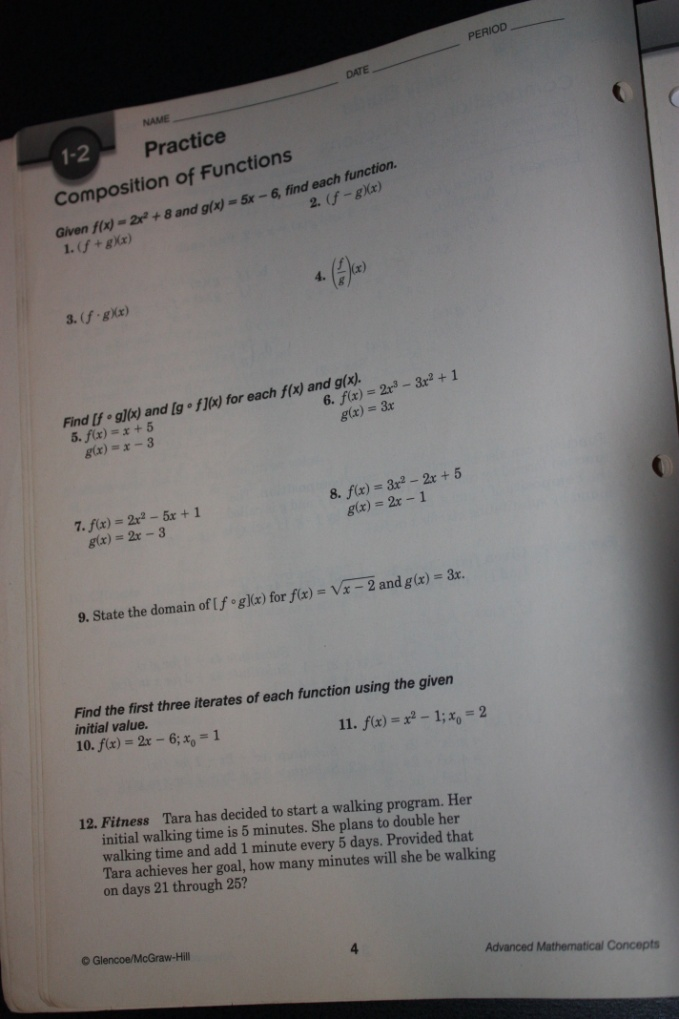 NAME ____ DATE ____ PERIOD ____
1-2
Practice
Composition of Functions
Given f(x) = 2x² + 8 and g(x) = 5x − 6, find each function.
1. (f + g)(x)
2. (f − g)(x)
3. (f · g)(x)
4. (f/g)(x)
Find [f ∘ g](x) and [g ∘ f](x) for each f(x) and g(x).
5. f(x) = x + 5
g(x) = x − 3
6. f(x) = 2x³ − 3x² + 1
g(x) = 3x
7. f(x) = 2x² − 5x + 1
g(x) = 2x − 3
8. f(x) = 3x² − 2x + 5
g(x) = 2x − 1
9. State the domain of [f ∘ g](x) for f(x) = √(x − 2) and g(x) = 3x.
Find the first three iterates of each function using the given
initial value.
10. f(x) = 2x − 6; x₀ = 1
11. f(x) = x² − 1; x₀ = 2
12. Fitness Tara has decided to start a walking program. Her
initial walking time is 5 minutes. She plans to double her
walking time and add 1 minute every 5 days. Provided that
Tara achieves her goal, how many minutes will she be walking
on days 21 through 25?
© Glencoe/McGraw-Hill
4
Advanced Mathematical Concepts